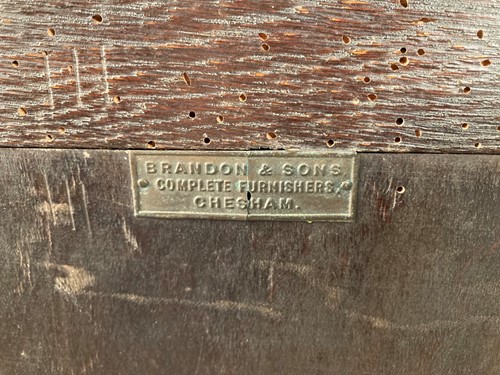 BRANDON & SONS,
COMPLETE FURNISHERS,
CHESHAM.